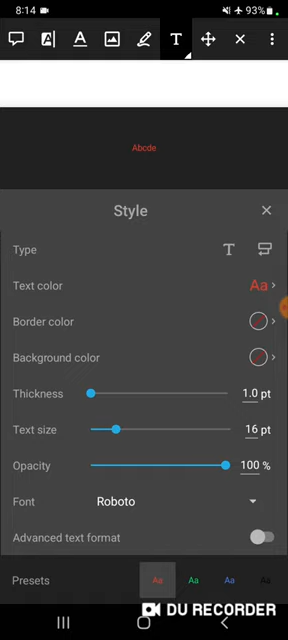 8:14 93%
A A T
Abcde
Style
Type T
Text color Aa
Border color
Background color
Thickness 1.0 pt
Text size 16 pt
Opacity 100 %
Font Roboto
Advanced text format
Presets Aa Aa Aa Aa
DU RECORDER